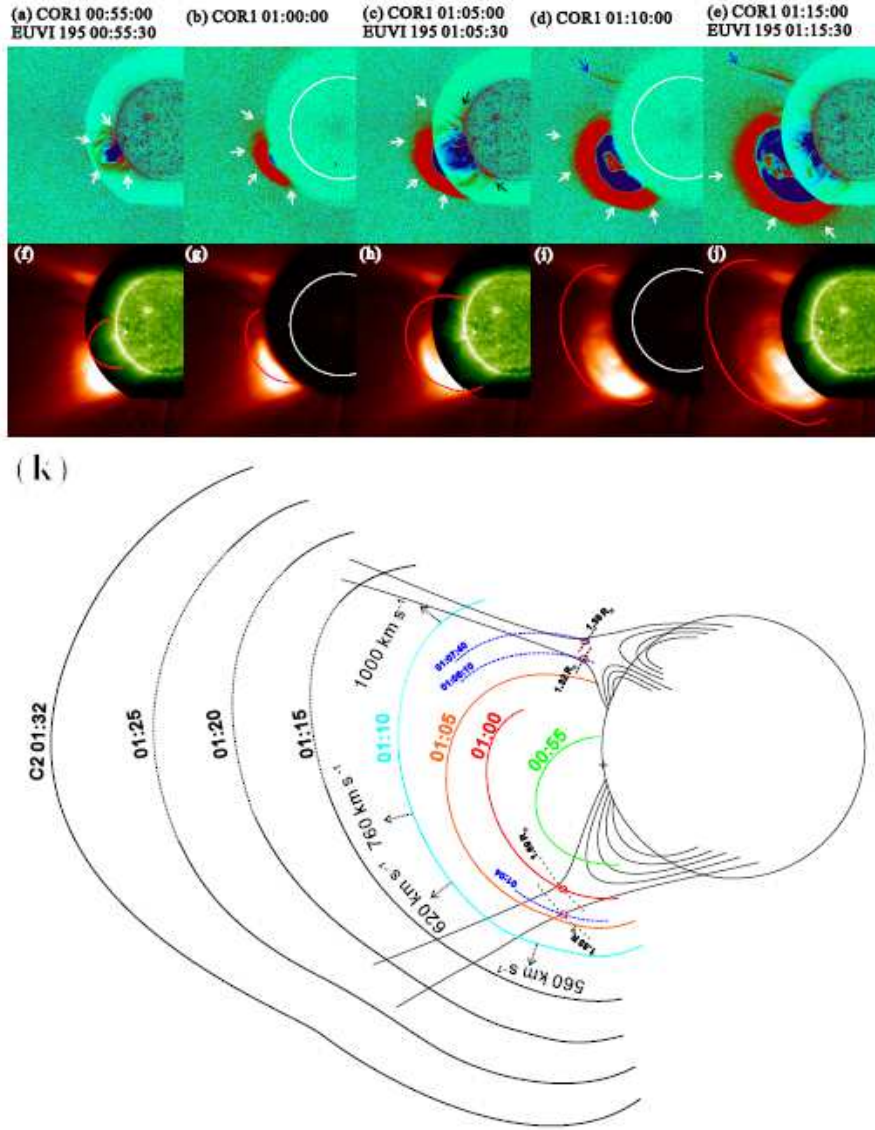 (a) COR1 00:55:00
EUVI 195 00:55:30
(b) COR1 01:00:00
(c) COR1 01:05:00
EUVI 195 01:05:30
(d) COR1 01:10:00
(e) COR1 01:15:00
EUVI 195 01:15:30
(f)
(g)
(h)
(i)
(j)
(k)
1000 km s⁻¹
01:07:40
01:10
01:05
01:00
00:55
C2 01:32
01:25
01:20
01:15
760 km s⁻¹
620 km s⁻¹
01:04
560 km s⁻¹